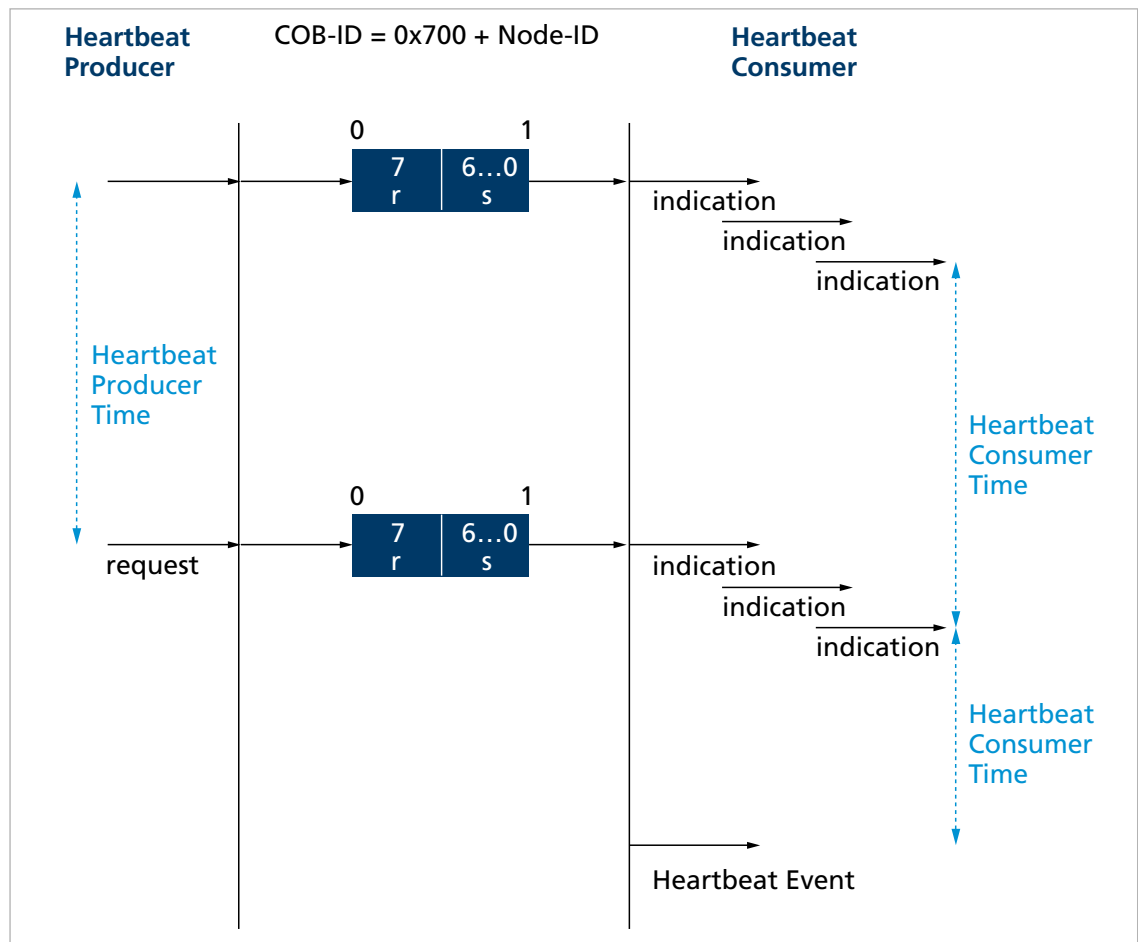 Heartbeat
Producer
COB-ID = 0x700 + Node-ID
Heartbeat
Consumer
0
1
7
6...0
r
s
indication
indication
indication
Heartbeat
Producer
Time
Heartbeat
Consumer
Time
0
1
7
6...0
r
s
request
indication
indication
indication
Heartbeat
Consumer
Time
Heartbeat Event